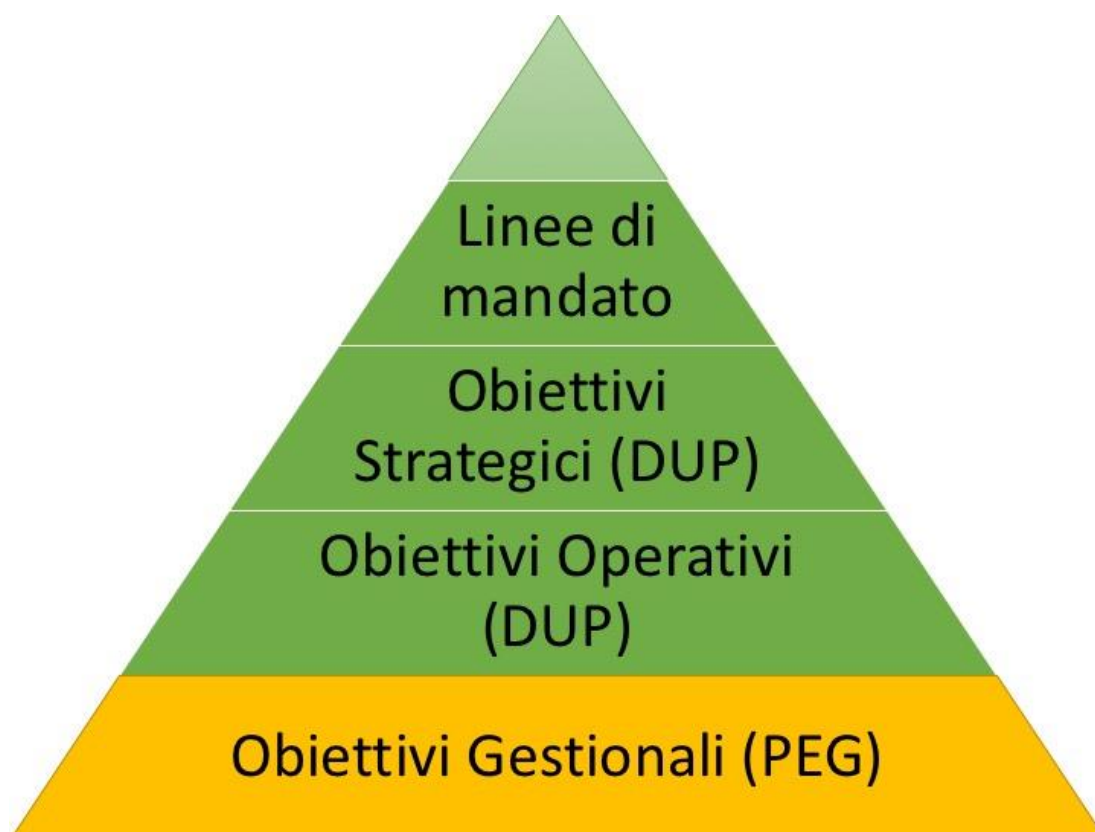 Linee di
mandato
Obiettivi
Strategici (DUP)
Obiettivi Operativi
(DUP)
Obiettivi Gestionali (PEG)